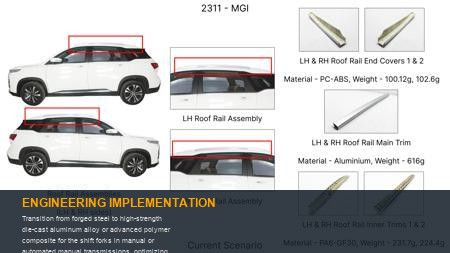 2311 - MGI
LH & RH Roof Rail End Covers 1 & 2
Material - PC-ABS, Weight - 100.12g, 102.6g
LH Roof Rail Assembly
LH & RH Roof Rail Main Trim
Material - Aluminium, Weight - 616g
Roof Rail Assemblies
Assembly
LH & RH Roof Rail Inner Trims 1 & 2
Material - PA6-GF30, Weight - 231.7g, 224.4g
Current Scenario
ENGINEERING IMPLEMENTATION
Transition from forged steel to high-strength
die-cast aluminum alloy or advanced polymer
composite for the shift forks in manual or
automated manual transmissions, optimizing